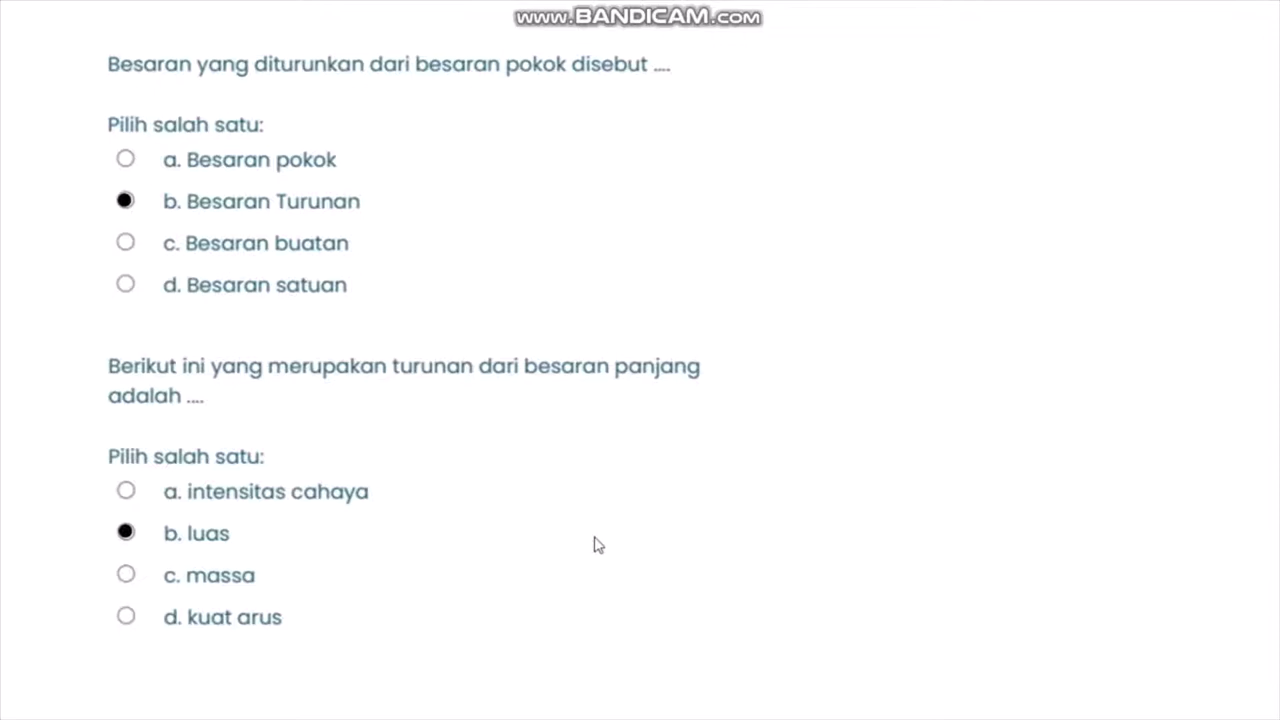 www.BANDICAM.com
Besaran yang diturunkan dari besaran pokok disebut ....
Pilih salah satu:
a. Besaran pokok
b. Besaran Turunan
c. Besaran buatan
d. Besaran satuan
Berikut ini yang merupakan turunan dari besaran panjang
adalah ....
Pilih salah satu:
a. intensitas cahaya
b. luas
c. massa
d. kuat arus